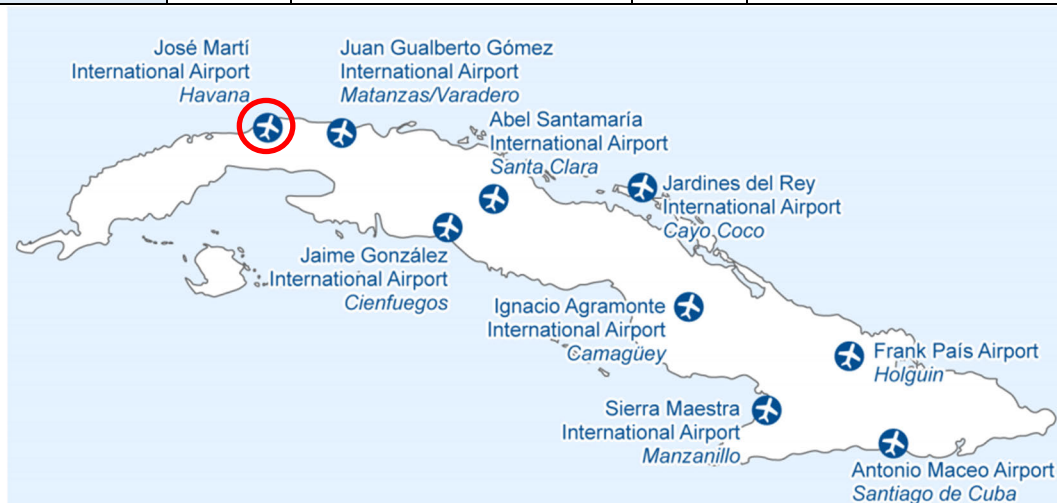 José Martí
International Airport
Havana
Juan Gualberto Gómez
International Airport
Matanzas/Varadero
Abel Santamaría
International Airport
Santa Clara
Jardines del Rey
International Airport
Cayo Coco
Jaime González
International Airport
Cienfuegos
Ignacio Agramonte
International Airport
Camagüey
Frank País Airport
Holguin
Sierra Maestra
International Airport
Manzanillo
Antonio Maceo Airport
Santiago de Cuba